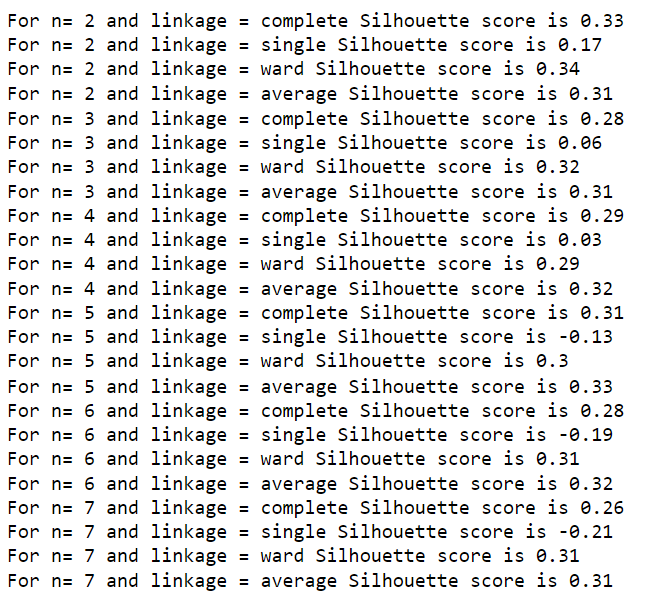 For n= 2 and linkage = complete Silhouette score is 0.33
For n= 2 and linkage = single Silhouette score is 0.17
For n= 2 and linkage = ward Silhouette score is 0.34
For n= 2 and linkage = average Silhouette score is 0.31
For n= 3 and linkage = complete Silhouette score is 0.28
For n= 3 and linkage = single Silhouette score is 0.06
For n= 3 and linkage = ward Silhouette score is 0.32
For n= 3 and linkage = average Silhouette score is 0.31
For n= 4 and linkage = complete Silhouette score is 0.29
For n= 4 and linkage = single Silhouette score is 0.03
For n= 4 and linkage = ward Silhouette score is 0.29
For n= 4 and linkage = average Silhouette score is 0.32
For n= 5 and linkage = complete Silhouette score is 0.31
For n= 5 and linkage = single Silhouette score is -0.13
For n= 5 and linkage = ward Silhouette score is 0.3
For n= 5 and linkage = average Silhouette score is 0.33
For n= 6 and linkage = complete Silhouette score is 0.28
For n= 6 and linkage = single Silhouette score is -0.19
For n= 6 and linkage = ward Silhouette score is 0.31
For n= 6 and linkage = average Silhouette score is 0.32
For n= 7 and linkage = complete Silhouette score is 0.26
For n= 7 and linkage = single Silhouette score is -0.21
For n= 7 and linkage = ward Silhouette score is 0.31
For n= 7 and linkage = average Silhouette score is 0.31